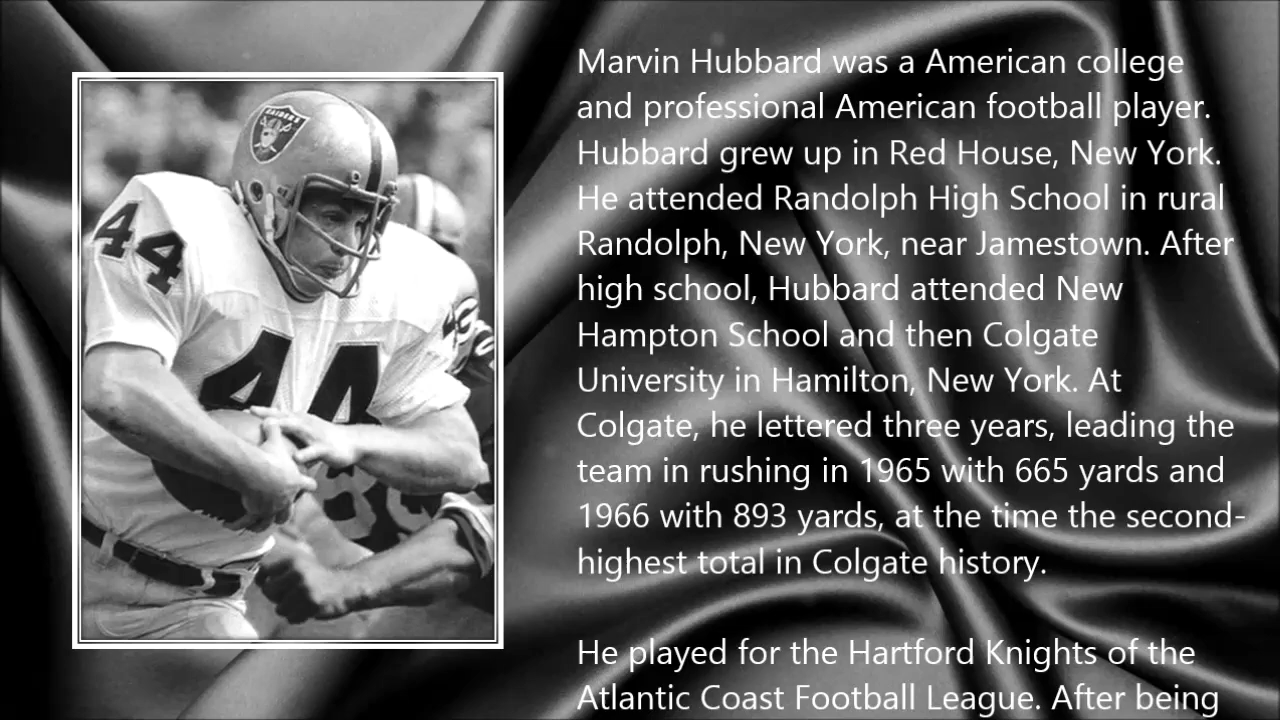 Marvin Hubbard was a American college
and professional American football player.
Hubbard grew up in Red House, New York.
He attended Randolph High School in rural
Randolph, New York, near Jamestown. After
high school, Hubbard attended New
Hampton School and then Colgate
University in Hamilton, New York. At
Colgate, he lettered three years, leading the
team in rushing in 1965 with 665 yards and
1966 with 893 yards, at the time the second-
highest total in Colgate history.
He played for the Hartford Knights of the
Atlantic Coast Football League. After being
RAIDERS
44
44